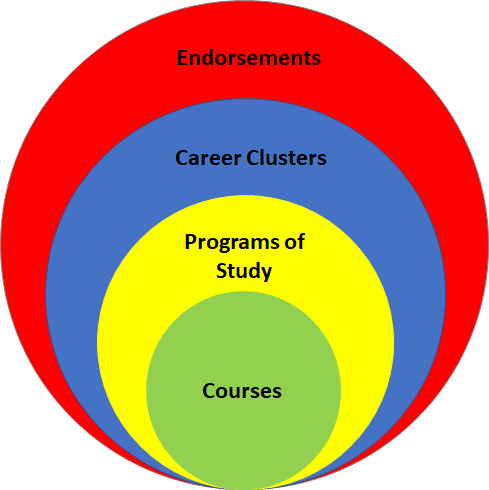 Endorsements
Career Clusters
Programs of
Study
Courses